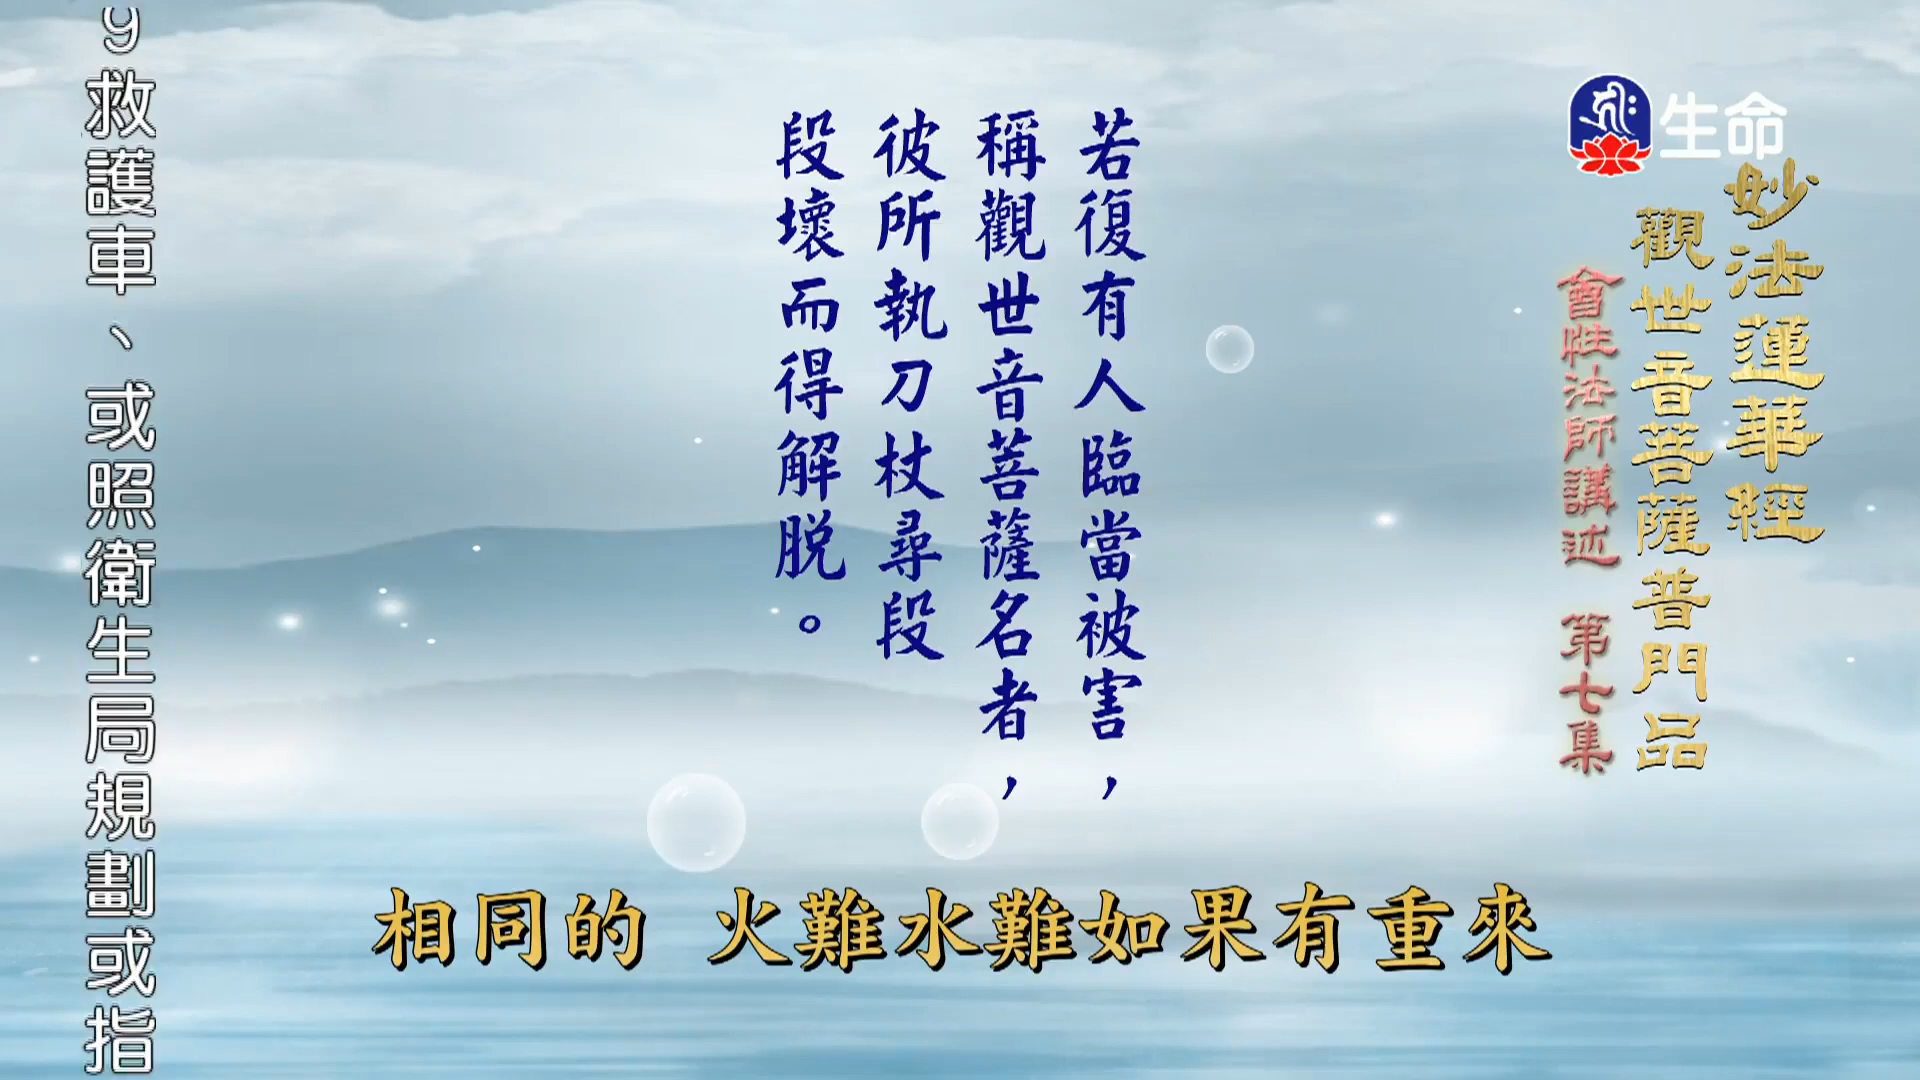 生命
妙法蓮華經
觀世音菩薩普門品
會性法師講述 第七集
若復有人臨當被害，
稱觀世音菩薩名者，
彼所執刀杖尋段
段壞而得解脫。
9救護車、或照衛生局規劃或指
相同的 火難水難如果有重來